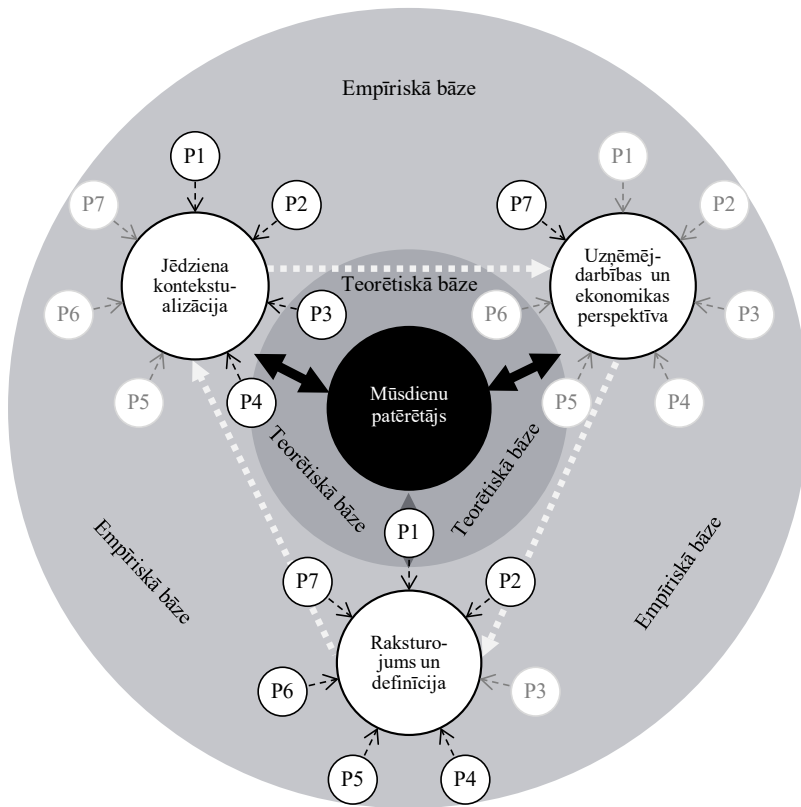 Empīriskā bāze
P1
P1
P7
P2
P7
P2
Jēdziena
kontekstu-
alizācija
Uzņēmēj-
darbības un
ekonomikas
perspektīva
Teorētiskā bāze
P6
P3
P6
P3
P5
P4
P5
P4
Mūsdienu
patērētājs
Teorētiskā bāze
Teorētiskā bāze
Empīriskā bāze
Empīriskā bāze
P1
P7
P2
Raksturo-
jums un
definīcija
P6
P3
P5
P4